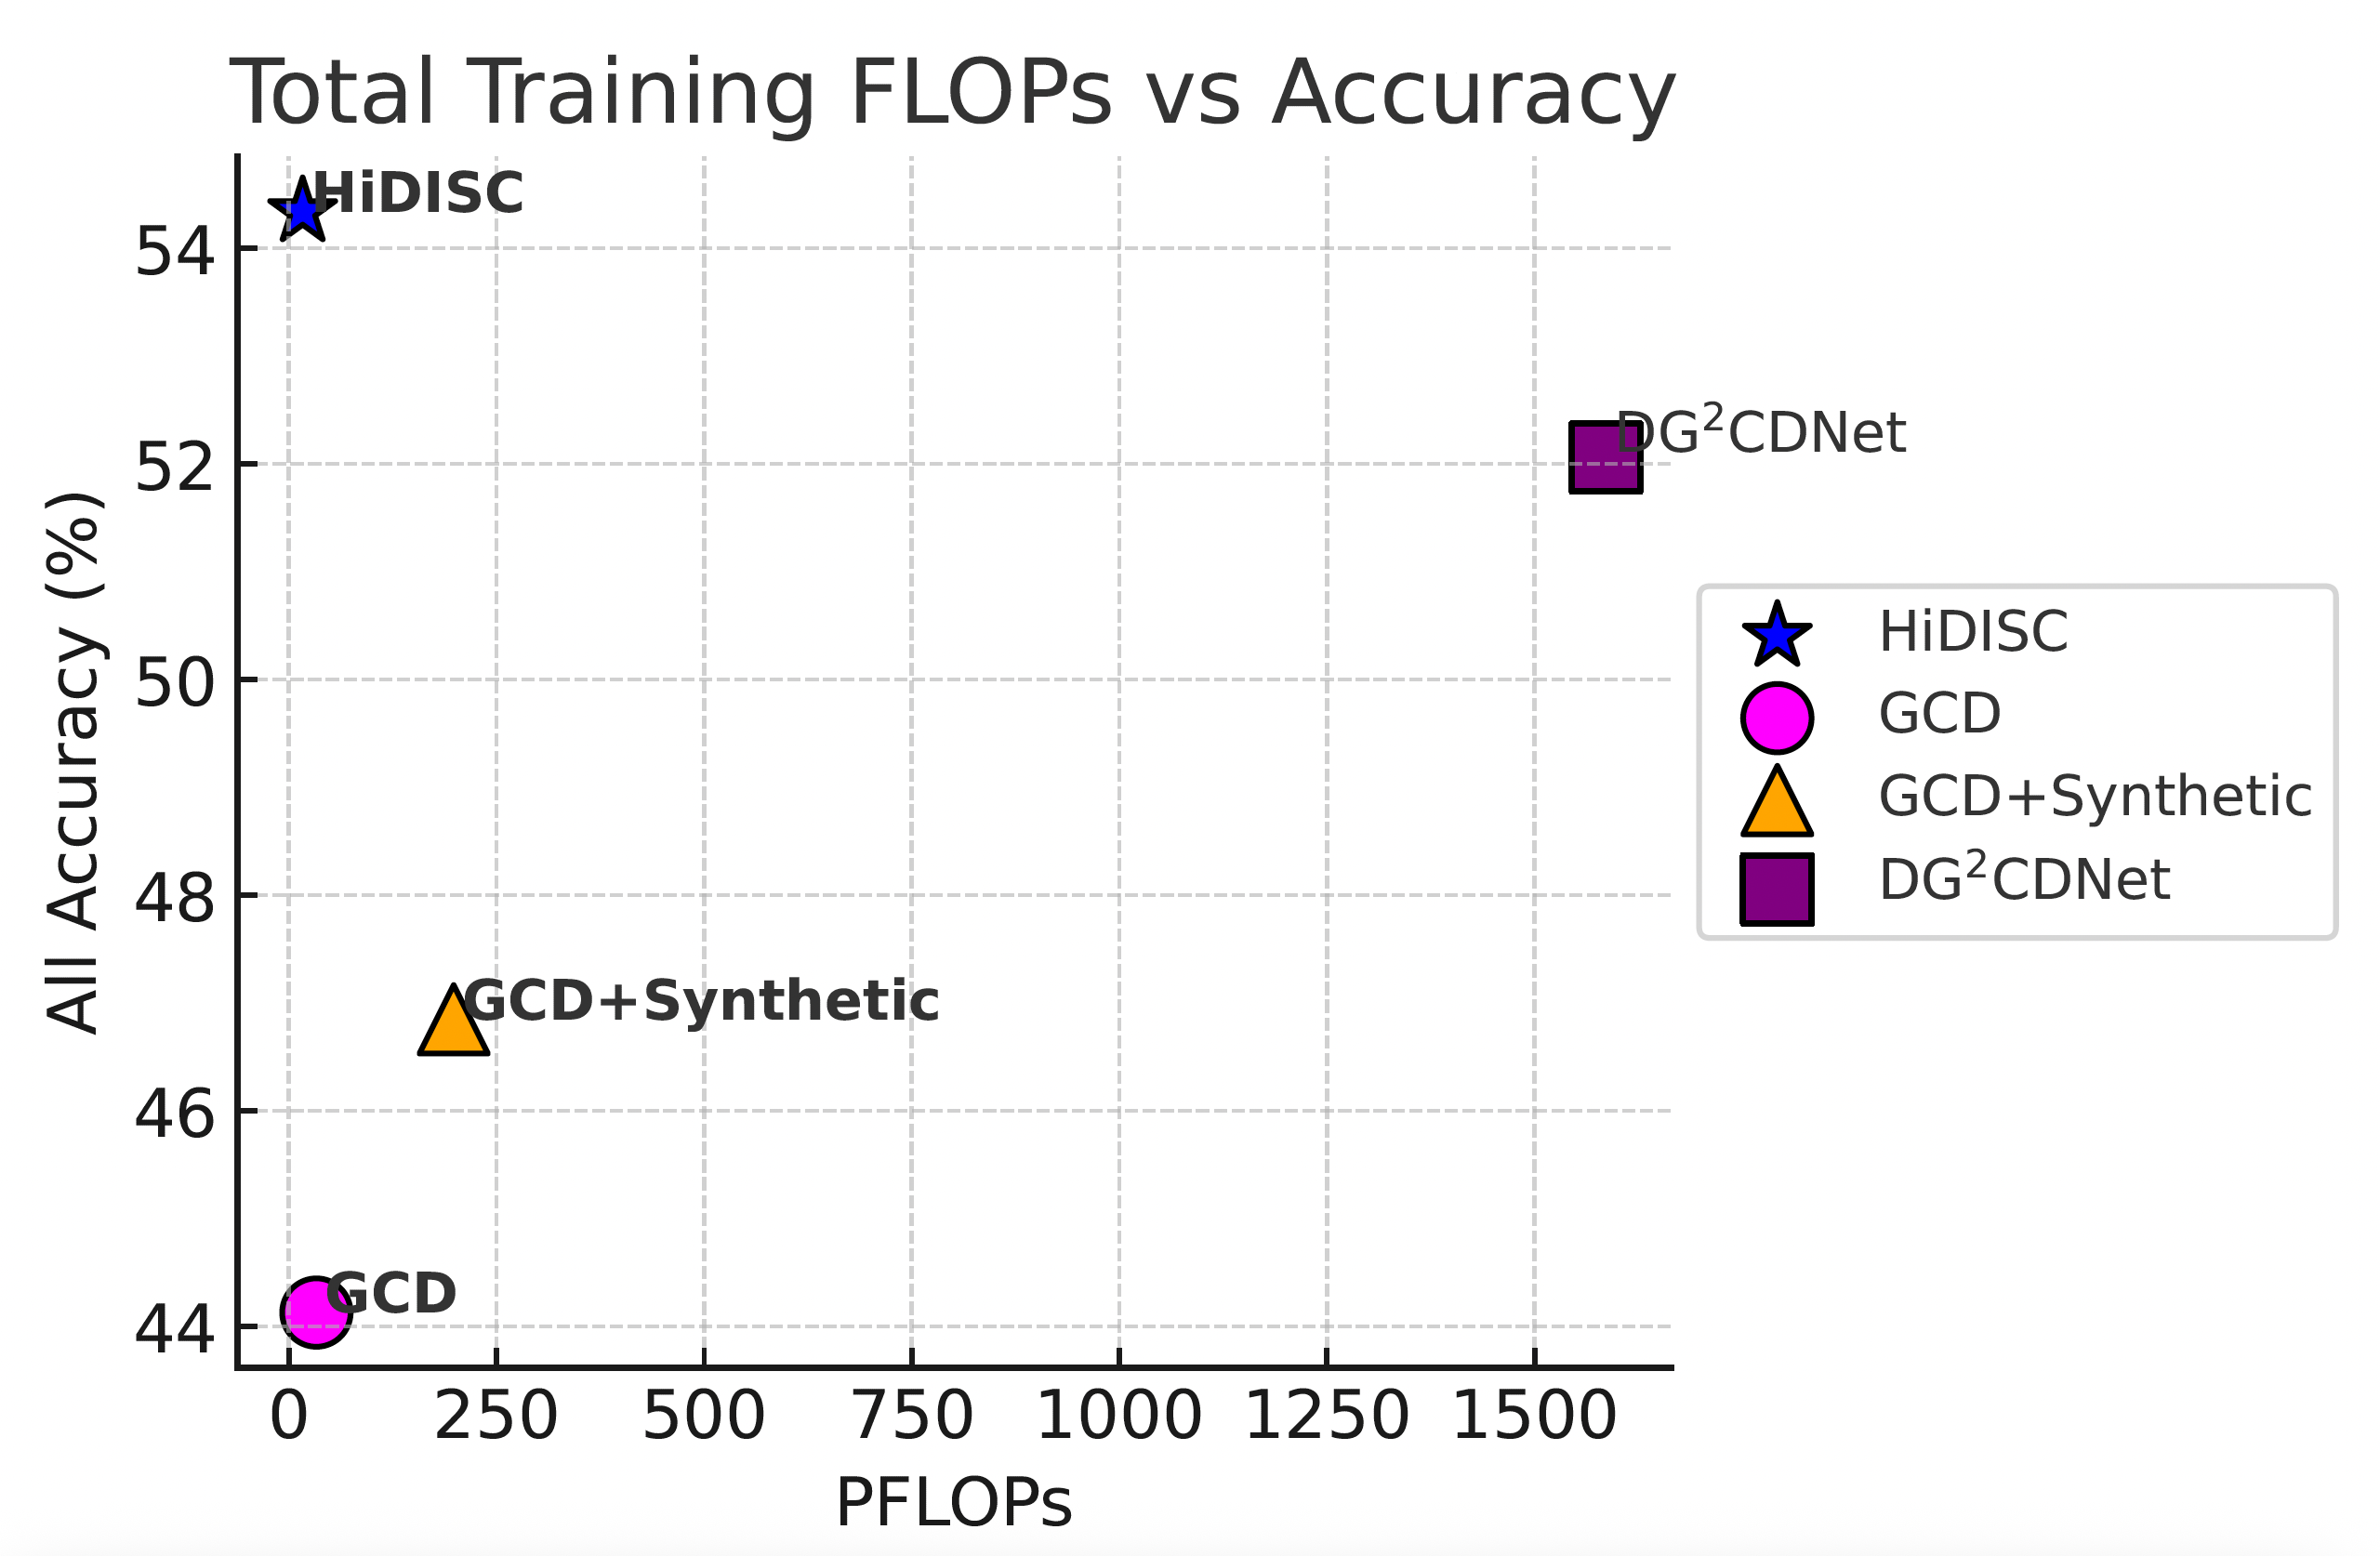 Total Training FLOPs vs Accuracy
HiDISC
54
DG²CDNet
52
50
48
46
44
All Accuracy (%)
GCD+Synthetic
GCD
0 250 500 750 1000 1250 1500
PFLOPs
HiDISC
GCD
GCD+Synthetic
DG²CDNet